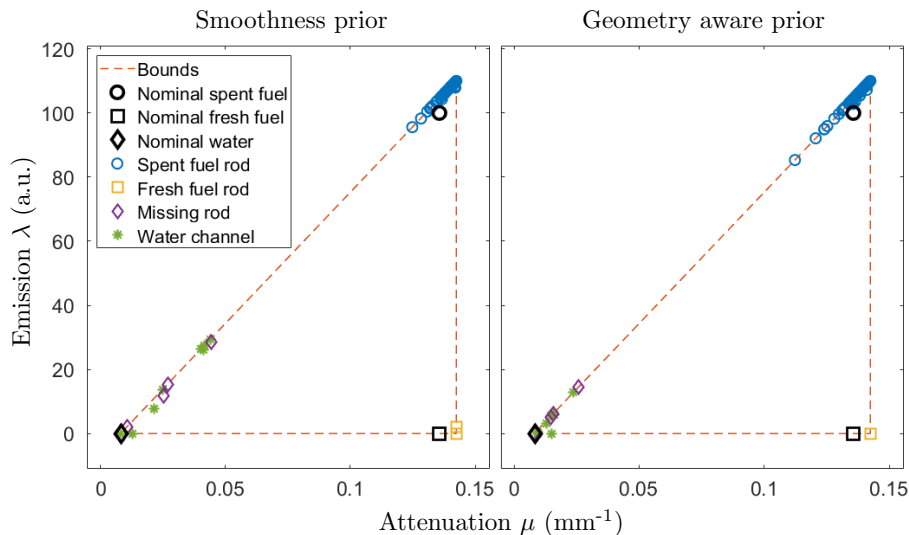 Smoothness prior
Geometry aware prior
120
100
80
60
40
20
0
Emission λ (a.u.)
Bounds
Nominal spent fuel
Nominal fresh fuel
Nominal water
Spent fuel rod
Fresh fuel rod
Missing rod
Water channel
0
0.05
0.1
0.15
0
0.05
0.1
0.15
Attenuation μ (mm⁻¹)